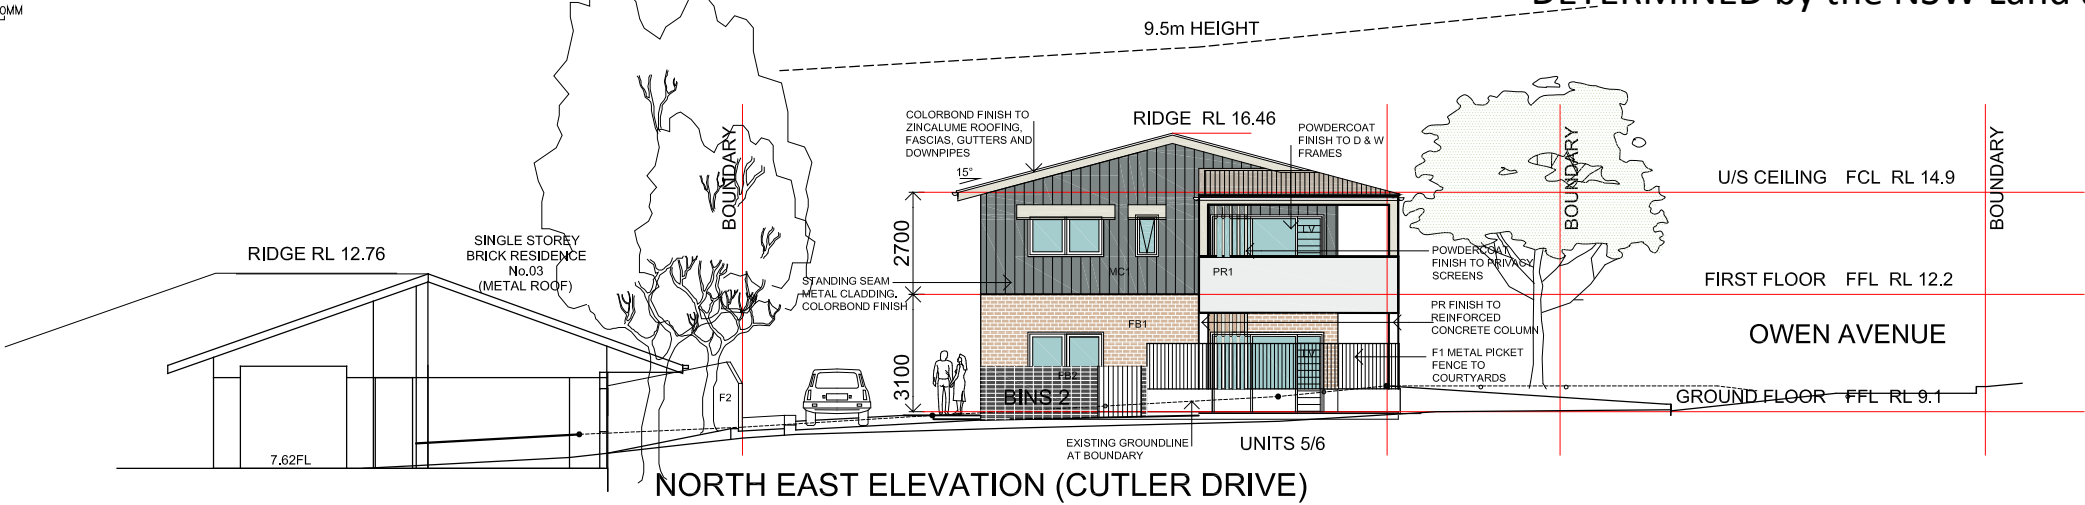 0MM
DETERMINED by the NSW Land
9.5m HEIGHT
COLORBOND FINISH TO
ZINCALUME ROOFING,
FASCIAS, GUTTERS AND
DOWNPIPES
RIDGE RL 16.46
POWDERCOAT
FINISH TO D & W
FRAMES
BOUNDARY
BOUNDARY
BOUNDARY
15°
U/S CEILING FCL RL 14.9
RIDGE RL 12.76
SINGLE STOREY
BRICK RESIDENCE
No.03
(METAL ROOF)
2700
LV
POWDERCOAT
FINISH TO PRIVACY
SCREENS
MC1
PR1
STANDING SEAM
METAL CLADDING.
COLORBOND FINISH
FIRST FLOOR FFL RL 12.2
PR FINISH TO
REINFORCED
CONCRETE COLUMN
FB1
OWEN AVENUE
3100
LV
F1 METAL PICKET
FENCE TO
COURTYARDS
FB2
F2
BINS 2
GROUND FLOOR FFL RL 9.1
EXISTING GROUNDLINE
AT BOUNDARY
UNITS 5/6
7.62FL
NORTH EAST ELEVATION (CUTLER DRIVE)